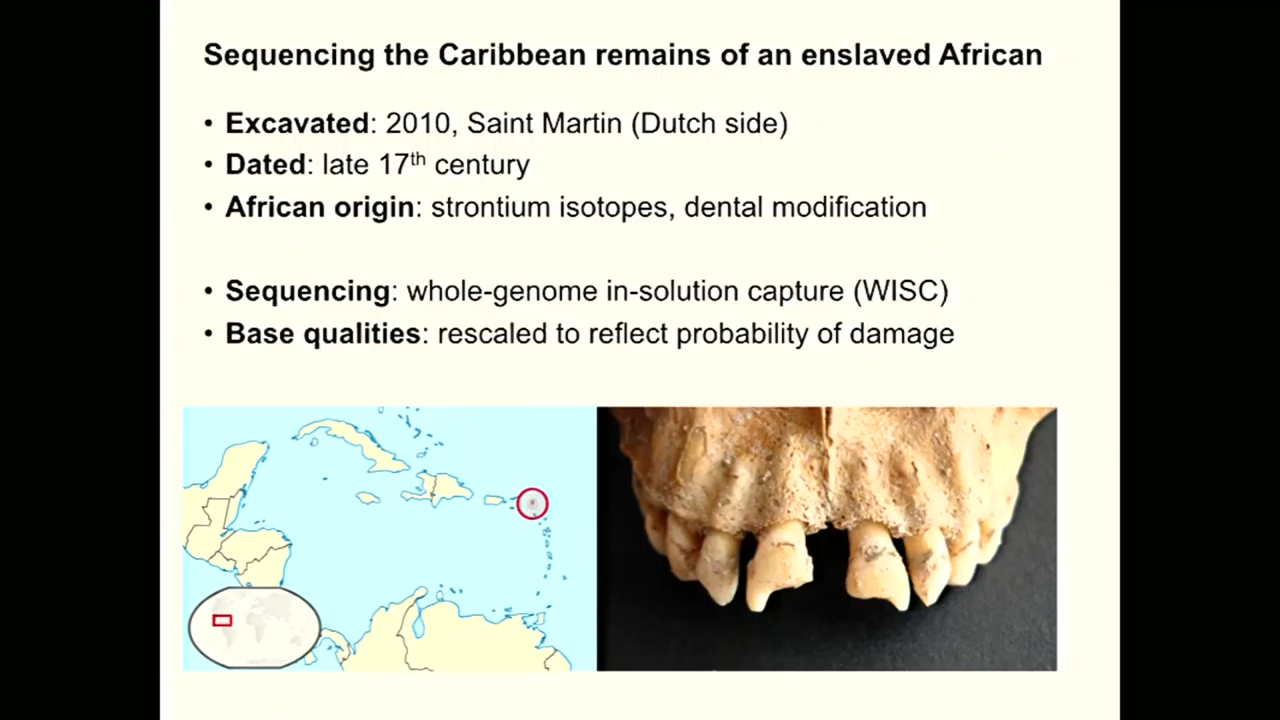 Sequencing the Caribbean remains of an enslaved African
• Excavated: 2010, Saint Martin (Dutch side)
• Dated: late 17th century
• African origin: strontium isotopes, dental modification
• Sequencing: whole-genome in-solution capture (WISC)
• Base qualities: rescaled to reflect probability of damage